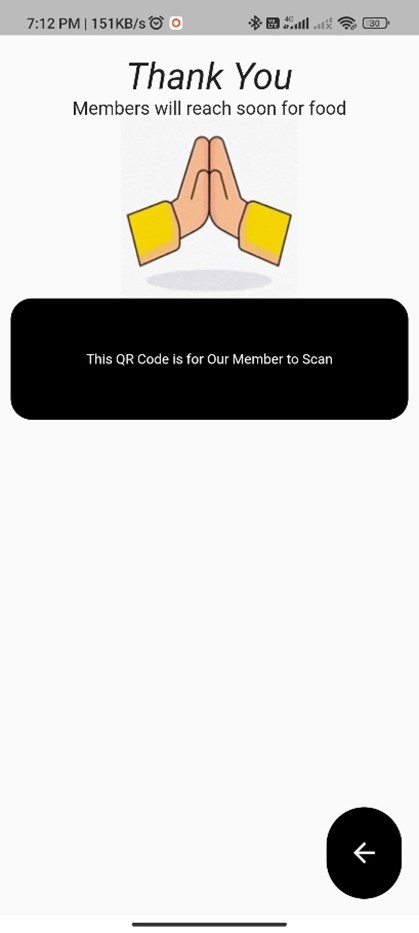 7:12 PM | 151KB/s
4G
30
Thank You
Members will reach soon for food
This QR Code is for Our Member to Scan